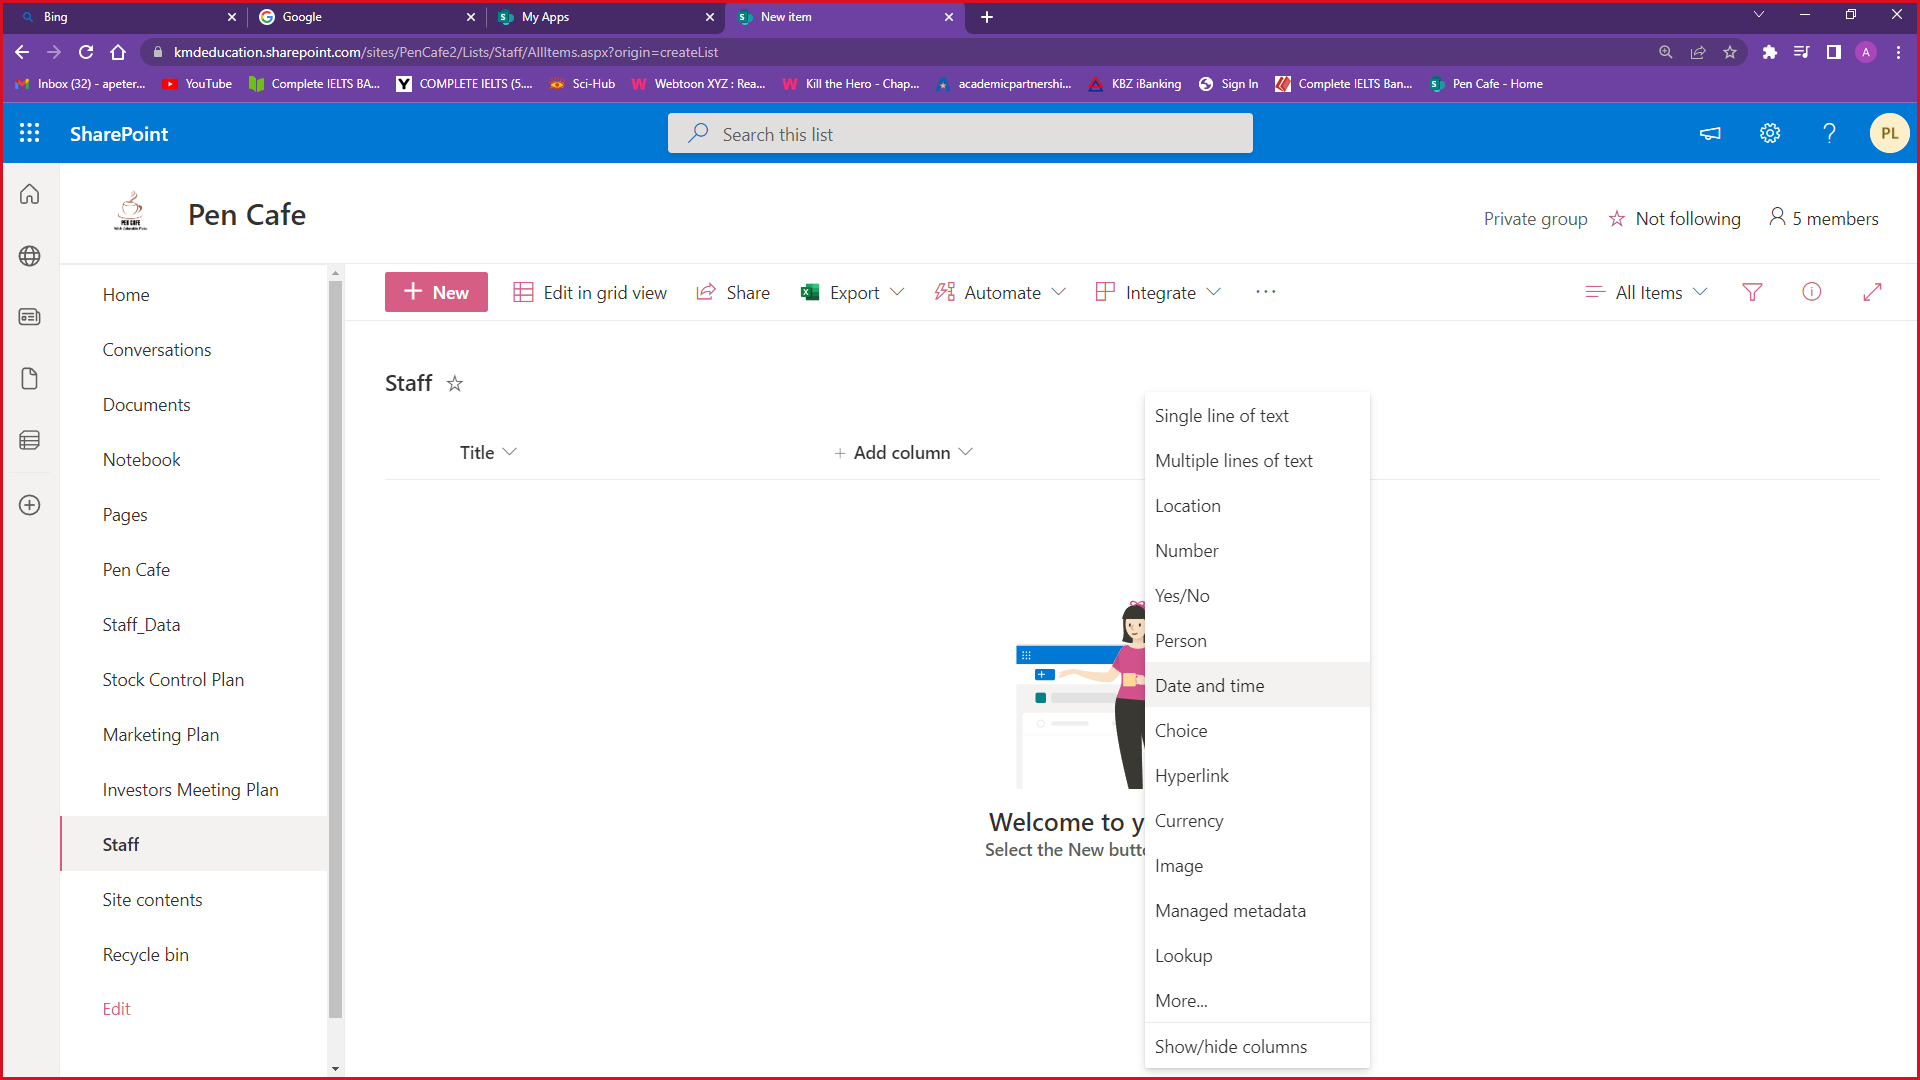 Bing
Google
My Apps
New item
kmdeducation.sharepoint.com/sites/PenCafe2/Lists/Staff/AllItems.aspx?origin=createList
A
Inbox (32) - apeter...
YouTube
Complete IELTS BA...
COMPLETE IELTS (5....
Sci-Hub
Webtoon XYZ : Rea...
Kill the Hero - Chap...
academicpartnershi...
KBZ iBanking
Sign In
Complete IELTS Ban...
Pen Cafe - Home
SharePoint
Search this list
PL
PEN CAFE
Pen Cafe
Private group
Not following
5 members
Home
Conversations
Documents
Notebook
Pages
Pen Cafe
Staff_Data
Stock Control Plan
Marketing Plan
Investors Meeting Plan
Staff
Site contents
Recycle bin
Edit
New
Edit in grid view
Share
Export
Automate
Integrate
All Items
Staff
Title
Add column
Single line of text
Multiple lines of text
Location
Number
Yes/No
Person
Date and time
Choice
Hyperlink
Currency
Image
Managed metadata
Lookup
More...
Show/hide columns
Welcome to y
Select the New butt